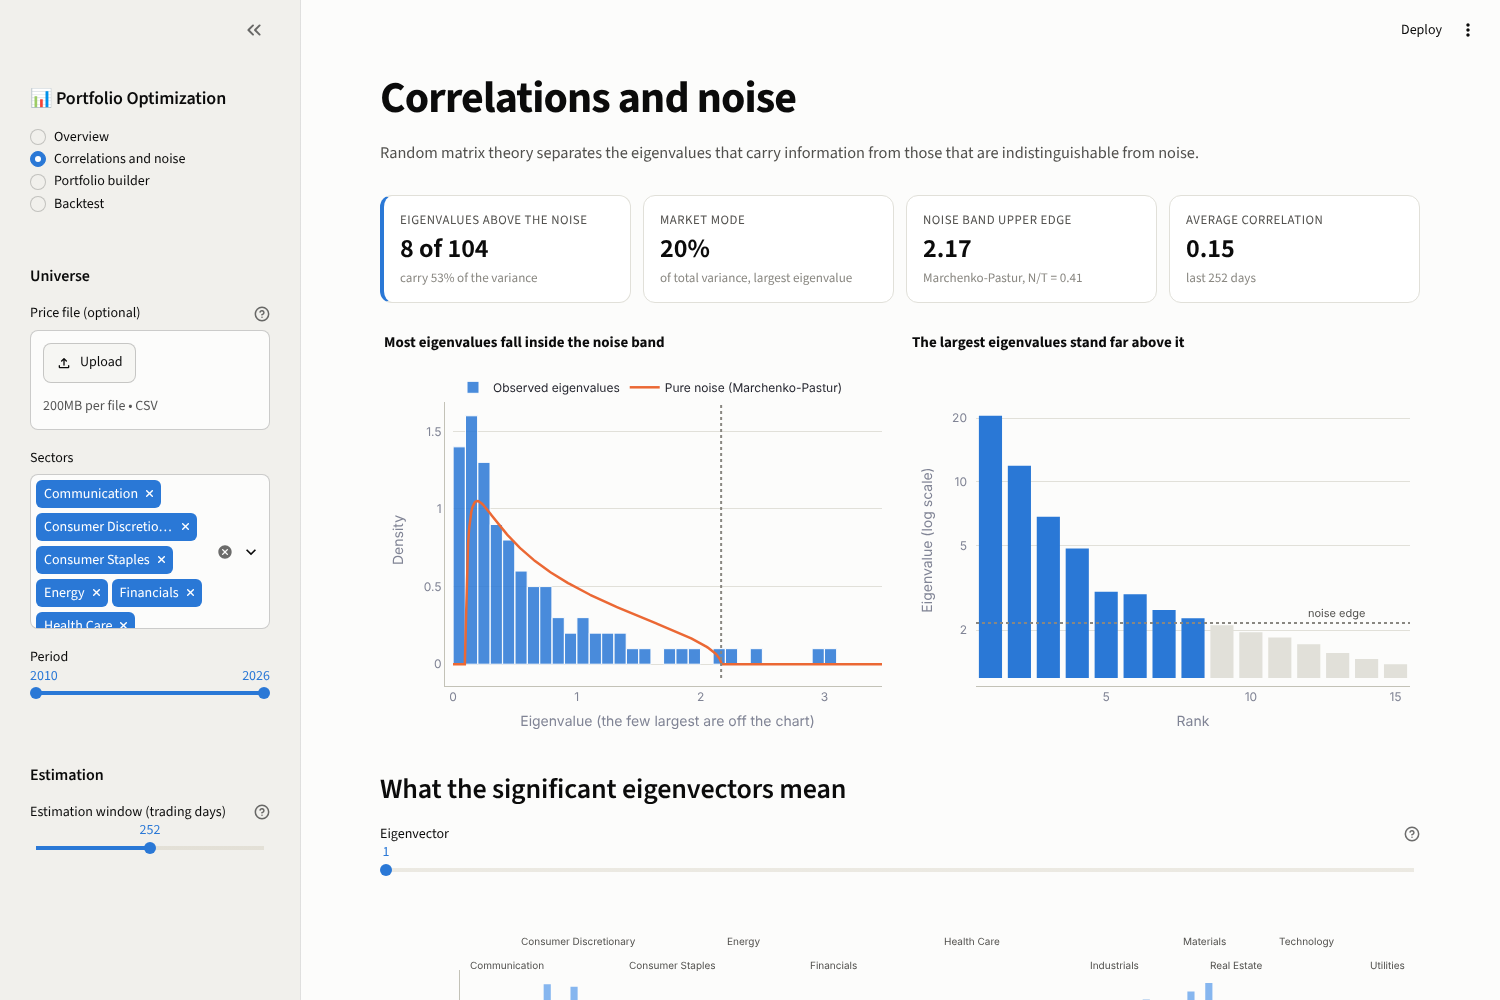 Deploy
📊 Portfolio Optimization
Overview
Correlations and noise
Portfolio builder
Backtest
Universe
Price file (optional)
Upload
200MB per file • CSV
Sectors
Communication ×
Consumer Discretio… ×
Consumer Staples ×
Energy × Financials ×
Health Care ×
Period
2010 2026
Estimation
Estimation window (trading days)
252
Correlations and noise
Random matrix theory separates the eigenvalues that carry information from those that are indistinguishable from noise.
EIGENVALUES ABOVE THE NOISE
8 of 104
carry 53% of the variance
MARKET MODE
20%
of total variance, largest eigenvalue
NOISE BAND UPPER EDGE
2.17
Marchenko-Pastur, N/T = 0.41
AVERAGE CORRELATION
0.15
last 252 days
Most eigenvalues fall inside the noise band
Observed eigenvalues Pure noise (Marchenko-Pastur)
Density
1.5
1
0.5
0
0 1 2 3
Eigenvalue (the few largest are off the chart)
The largest eigenvalues stand far above it
Eigenvalue (log scale)
20
10
5
2
noise edge
5 10 15
Rank
What the significant eigenvectors mean
Eigenvector
1
Consumer Discretionary Energy Health Care Materials Technology
Communication Consumer Staples Financials Industrials Real Estate Utilities